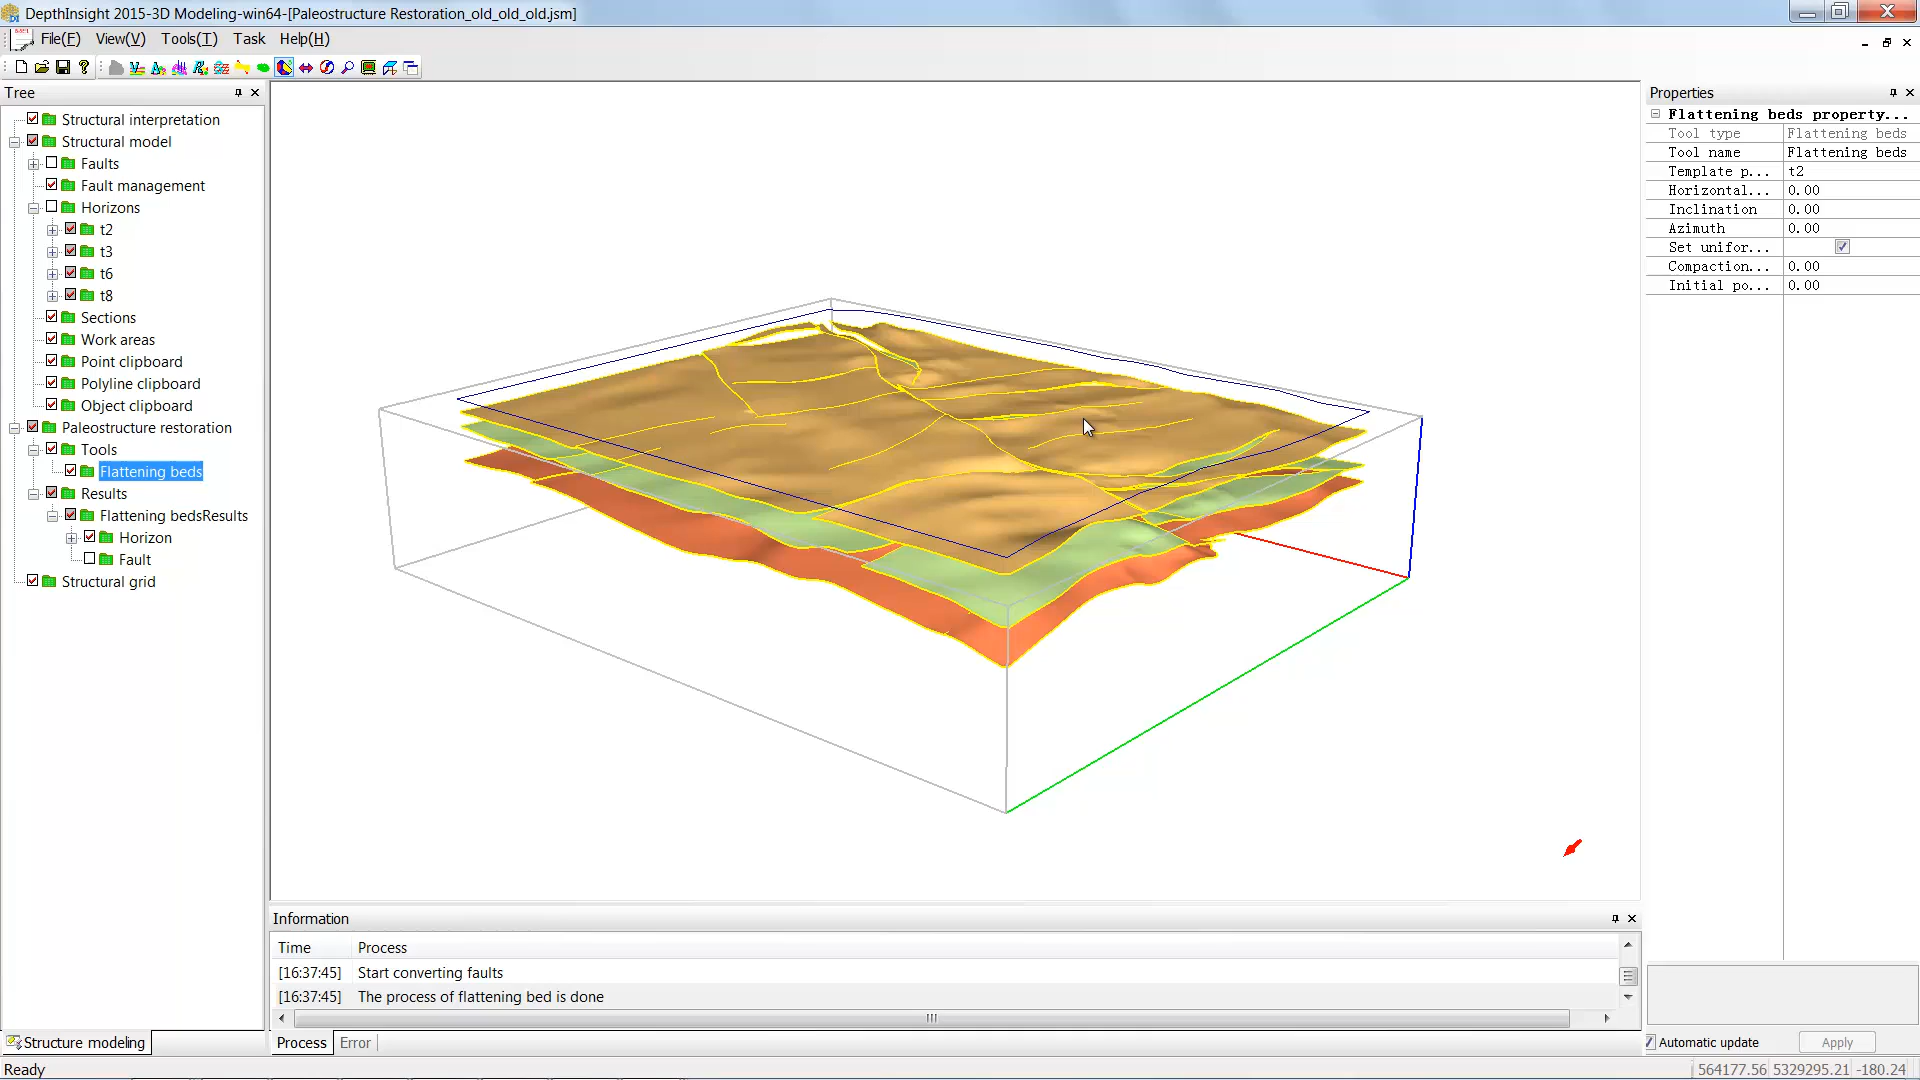 DepthInsight 2015-3D Modeling-win64-[Paleostructure Restoration_old_old_old.jsm]
File(F) View(V) Tools(T) Task Help(H)
Tree
Structural interpretation
Structural model
Faults
Fault management
Horizons
t2
t3
t6
t8
Sections
Work areas
Point clipboard
Polyline clipboard
Object clipboard
Paleostructure restoration
Tools
Flattening beds
Results
Flattening bedsResults
Horizon
Fault
Structural grid
Structure modeling
Properties
Flattening beds property...
Tool type Flattening beds
Tool name Flattening beds
Template p... t2
Horizontal... 0.00
Inclination 0.00
Azimuth 0.00
Set unifor...
Compaction... 0.00
Initial po... 0.00
Automatic update Apply
Information
Time Process
[16:37:45] Start converting faults
[16:37:45] The process of flattening bed is done
Process Error
Ready
564177.56 5329295.21 -180.24